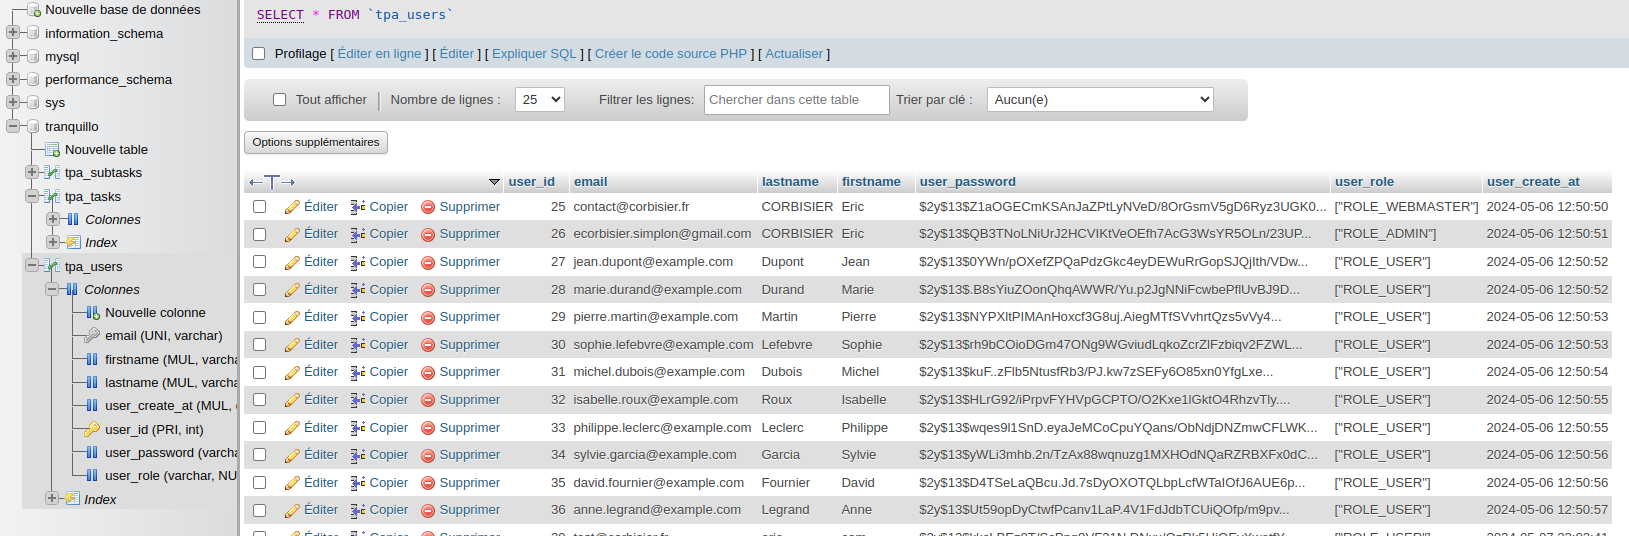 Nouvelle base de données
information_schema
mysql
performance_schema
sys
tranquillo
Nouvelle table
tpa_subtasks
tpa_tasks
Colonnes
Index
tpa_users
Colonnes
Nouvelle colonne
email (UNI, varchar)
firstname (MUL, varcha
lastname (MUL, varcha
user_create_at (MUL,
user_id (PRI, int)
user_password (varcha
user_role (varchar, NU
Index
SELECT * FROM `tpa_users`
Profilage [ Éditer en ligne ] [ Éditer ] [ Expliquer SQL ] [ Créer le code source PHP ] [ Actualiser ]
Tout afficher Nombre de lignes : 25 Filtrer les lignes: Chercher dans cette table Trier par clé : Aucun(e)
Options supplémentaires
user_id email lastname firstname user_password user_role user_create_at
Éditer Copier Supprimer 25 contact@corbisier.fr CORBISIER Eric $2y$13$Z1aOGECmKSAnJaZPtLyNVeD/8OrGsmV5gD6Ryz3UGK0... ["ROLE_WEBMASTER"] 2024-05-06 12:50:50
Éditer Copier Supprimer 26 ecorbisier.simplon@gmail.com CORBISIER Eric $2y$13$QB3TNoLNiUrJ2HCVIKtVeOEfh7AcG3WsYR5OLn/23UP... ["ROLE_ADMIN"] 2024-05-06 12:50:51
Éditer Copier Supprimer 27 jean.dupont@example.com Dupont Jean $2y$13$0YWn/pOXefZPQaPdzGkc4eyDEWuRrGopSJQjIth/VDw... ["ROLE_USER"] 2024-05-06 12:50:52
Éditer Copier Supprimer 28 marie.durand@example.com Durand Marie $2y$13$.B8sYiuZOonQhqAWWR/Yu.p2JgNNiFcwbePflUvBJ9D... ["ROLE_USER"] 2024-05-06 12:50:52
Éditer Copier Supprimer 29 pierre.martin@example.com Martin Pierre $2y$13$NYPXltPIMAnHoxcf3G8uj.AiegMTfSVvhrtQzs5vVy4... ["ROLE_USER"] 2024-05-06 12:50:53
Éditer Copier Supprimer 30 sophie.lefebvre@example.com Lefebvre Sophie $2y$13$rh9bCOioDGm47ONg9WGviudLqkoZcrZlFzbiqv2FZWL... ["ROLE_USER"] 2024-05-06 12:50:53
Éditer Copier Supprimer 31 michel.dubois@example.com Dubois Michel $2y$13$kuF..zFlb5NtusfRb3/PJ.kw7zSEFy6O85xn0YfgLxe... ["ROLE_USER"] 2024-05-06 12:50:54
Éditer Copier Supprimer 32 isabelle.roux@example.com Roux Isabelle $2y$13$HLrG92/iPrpvFYHVpGCPTO/O2Kxe1lGktO4RhzvTly.... ["ROLE_USER"] 2024-05-06 12:50:55
Éditer Copier Supprimer 33 philippe.leclerc@example.com Leclerc Philippe $2y$13$wqes9l1SnD.eyaJeMCoCpuYQans/ObNdjDNZmwCFLWK... ["ROLE_USER"] 2024-05-06 12:50:55
Éditer Copier Supprimer 34 sylvie.garcia@example.com Garcia Sylvie $2y$13$yWLi3mhb.2n/TzAx88wqnuzg1MXHOdNQaRZRBXFx0dC... ["ROLE_USER"] 2024-05-06 12:50:56
Éditer Copier Supprimer 35 david.fournier@example.com Fournier David $2y$13$D4TSeLaQBcu.Jd.7sDyOXOTQLbpLcfWTaIOfJ6AUE6p... ["ROLE_USER"] 2024-05-06 12:50:56
Éditer Copier Supprimer 36 anne.legrand@example.com Legrand Anne $2y$13$Ut59opDyCtwfPcanv1LaP.4V1FdJdbTCUiQOfp/m9pv... ["ROLE_USER"] 2024-05-06 12:50:57